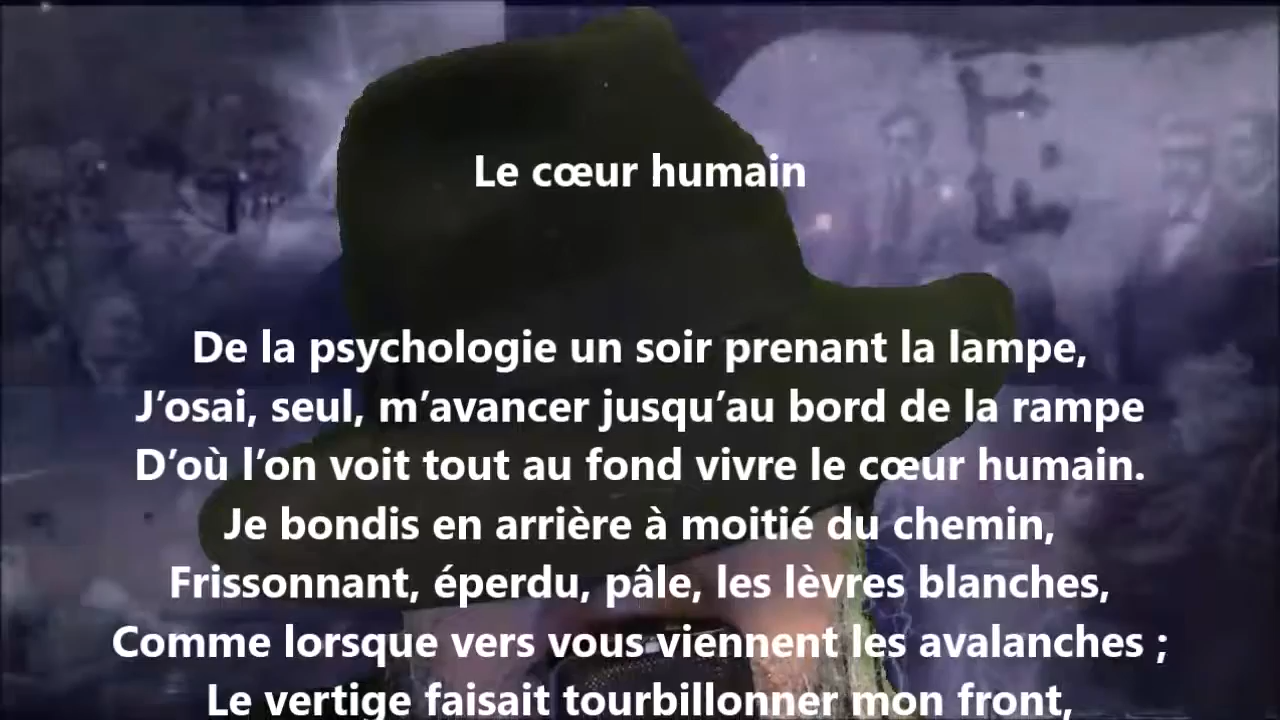 Le cœur humain
De la psychologie un soir prenant la lampe,
J’osai, seul, m’avancer jusqu’au bord de la rampe
D’où l’on voit tout au fond vivre le cœur humain.
Je bondis en arrière à moitié du chemin,
Frissonnant, éperdu, pâle, les lèvres blanches,
Comme lorsque vers vous viennent les avalanches ;
Le vertige faisait tourbillonner mon front,